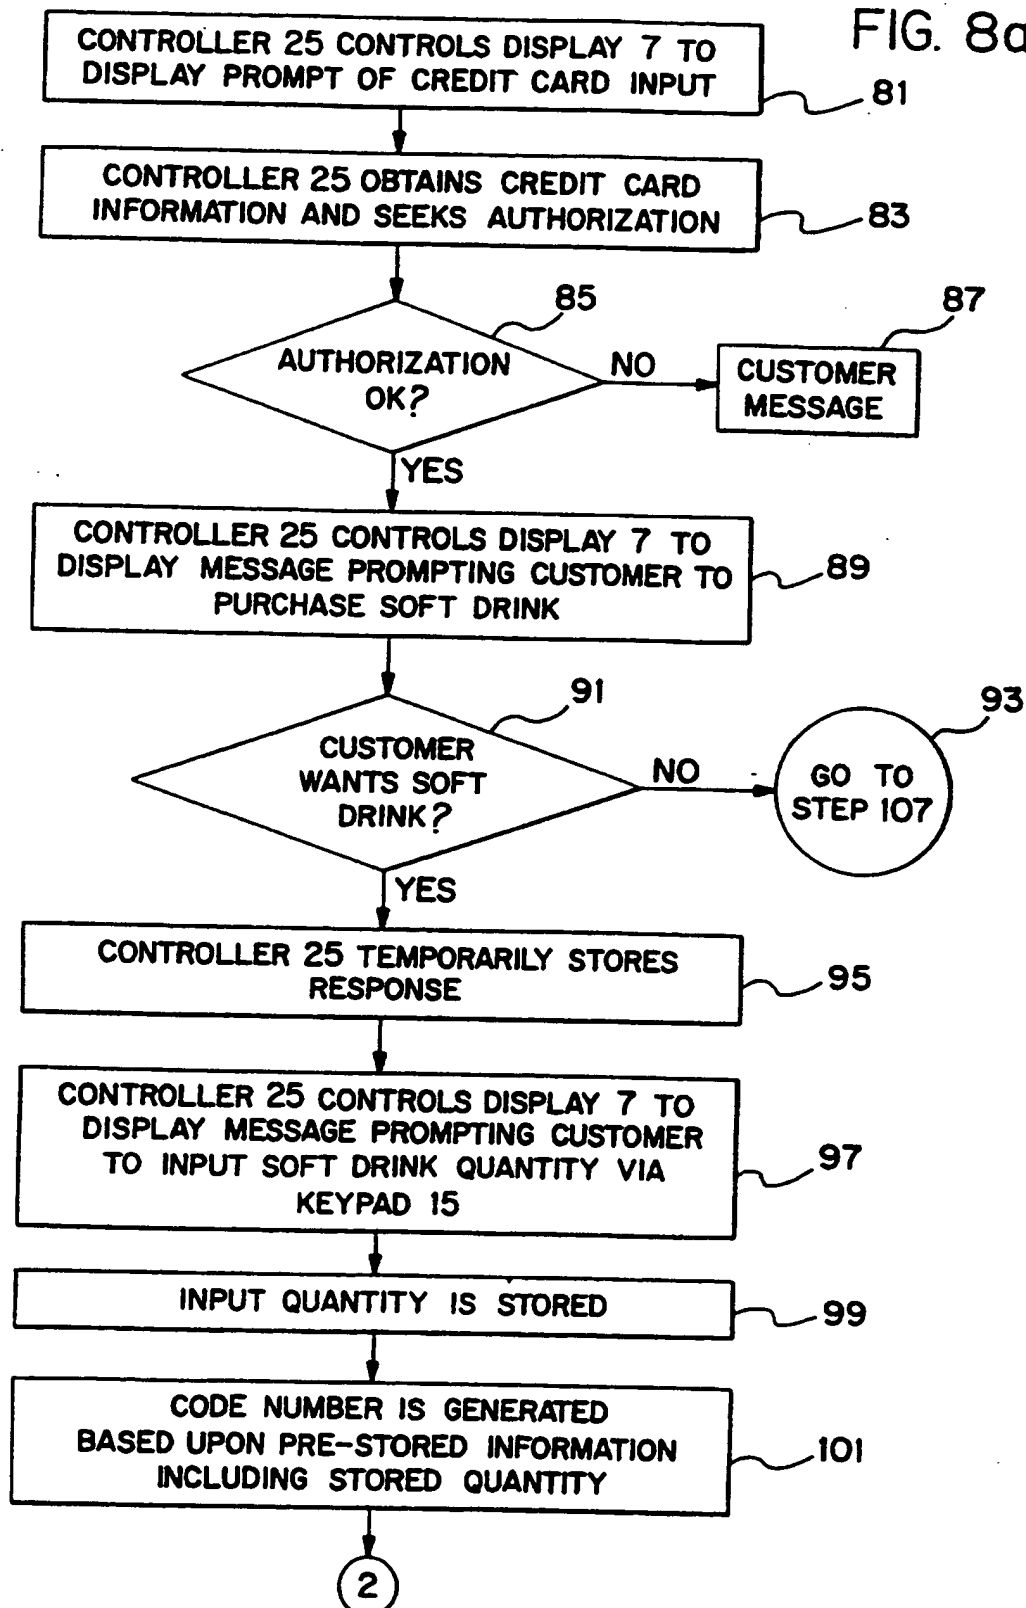 FIG. 8a
CONTROLLER 25 CONTROLS DISPLAY 7 TO
DISPLAY PROMPT OF CREDIT CARD INPUT
81
CONTROLLER 25 OBTAINS CREDIT CARD
INFORMATION AND SEEKS AUTHORIZATION
83
85
AUTHORIZATION
OK?
NO
87
CUSTOMER
MESSAGE
YES
CONTROLLER 25 CONTROLS DISPLAY 7 TO
DISPLAY MESSAGE PROMPTING CUSTOMER TO
PURCHASE SOFT DRINK
89
91
CUSTOMER
WANTS SOFT
DRINK?
NO
93
GO TO
STEP 107
YES
CONTROLLER 25 TEMPORARILY STORES
RESPONSE
95
CONTROLLER 25 CONTROLS DISPLAY 7 TO
DISPLAY MESSAGE PROMPTING CUSTOMER
TO INPUT SOFT DRINK QUANTITY VIA
KEYPAD 15
97
INPUT QUANTITY IS STORED
99
CODE NUMBER IS GENERATED
BASED UPON PRE-STORED INFORMATION
INCLUDING STORED QUANTITY
101
2